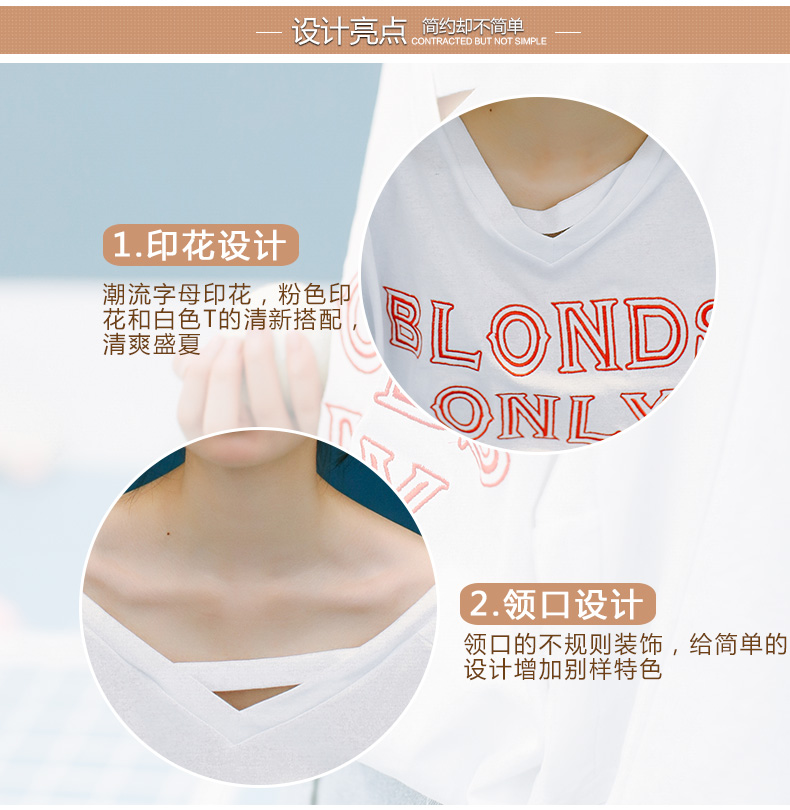 设计亮点 简约却不简单
CONTRACTED BUT NOT SIMPLE
1.印花设计
潮流字母印花，粉色印
花和白色T的清新搭配，
清爽盛夏
BLONDS
ONLY
2.领口设计
领口的不规则装饰，给简单的
设计增加别样特色